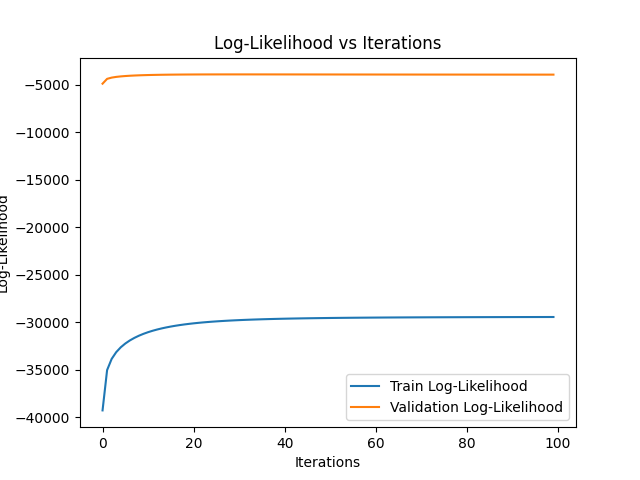 Log-Likelihood vs Iterations
Log-Likelihood
−5000
−10000
−15000
−20000
−25000
−30000
−35000
−40000
0 20 40 60 80 100
Iterations
Train Log-Likelihood
Validation Log-Likelihood